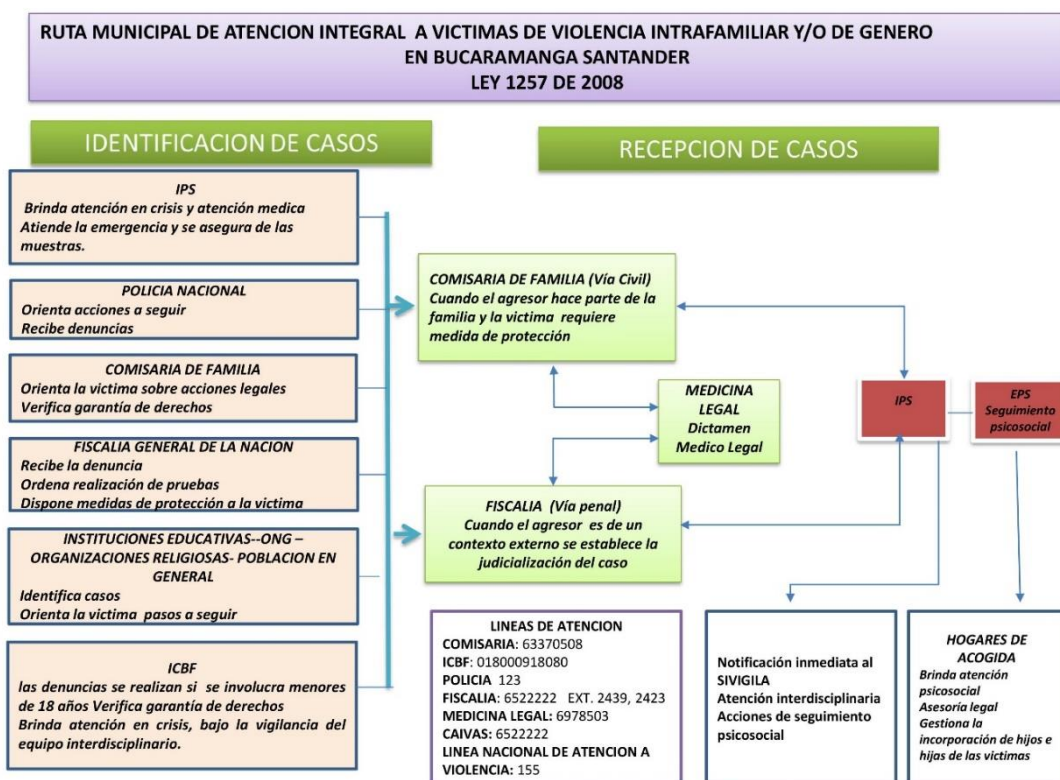 RUTA MUNICIPAL DE ATENCION INTEGRAL A VICTIMAS DE VIOLENCIA INTRAFAMILIAR Y/O DE GENERO
EN BUCARAMANGA SANTANDER
LEY 1257 DE 2008
IDENTIFICACION DE CASOS
IPS
Brinda atención en crisis y atención medica
Atiende la emergencia y se asegura de las
muestras.
POLICIA NACIONAL
Orienta acciones a seguir
Recibe denuncias
COMISARIA DE FAMILIA
Orienta la victima sobre acciones legales
Verifica garantía de derechos
FISCALIA GENERAL DE LA NACION
Recibe la denuncia
Ordena realización de pruebas
Dispone medidas de protección a la victima
INSTITUCIONES EDUCATIVAS--ONG –
ORGANIZACIONES RELIGIOSAS- POBLACION EN
GENERAL
Identifica casos
Orienta la victima pasos a seguir
ICBF
las denuncias se realizan si se involucra menores
de 18 años Verifica garantía de derechos
Brinda atención en crisis, bajo la vigilancia del
equipo interdisciplinario.
RECEPCION DE CASOS
COMISARIA DE FAMILIA (Vía Civil)
Cuando el agresor hace parte de la
familia y la victima requiere
medida de protección
MEDICINA
LEGAL
Dictamen
Medico Legal
FISCALIA (Vía penal)
Cuando el agresor es de un
contexto externo se establece la
judicialización del caso
IPS
EPS
Seguimiento
psicosocial
LINEAS DE ATENCION
COMISARIA: 63370508
ICBF: 018000918080
POLICIA 123
FISCALIA: 6522222 EXT. 2439, 2423
MEDICINA LEGAL: 6978503
CAIVAS: 6522222
LINEA NACIONAL DE ATENCION A
VIOLENCIA: 155
Notificación inmediata al
SIVIGILA
Atención interdisciplinaria
Acciones de seguimiento
psicosocial
HOGARES DE
ACOGIDA
Brinda atención
psicosocial
Asesoría legal
Gestiona la
incorporación de hijos e
hijas de las victimas